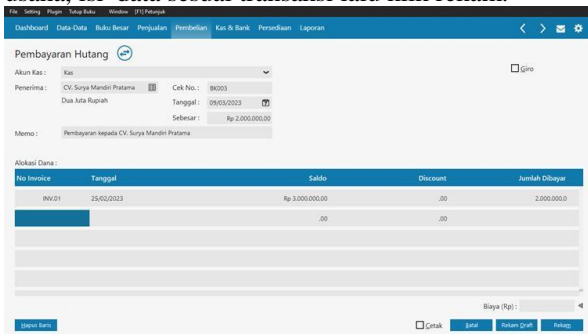 File Setting Plugin Tutup Buku Window [F1] Petunjuk
Dashboard Data-Data Buku Besar Penjualan Pembelian Kas & Bank Persediaan Laporan
Pembayaran Hutang
Akun Kas : Kas
Giro
Penerima : CV. Surya Mandiri Pratama Cek No. : BK003
Dua Juta Rupiah Tanggal : 09/03/2023
Sebesar : Rp 2.000.000,00
Memo : Pembayaran kepada CV. Surya Mandiri Pratama
Alokasi Dana :
No Invoice Tanggal Saldo Discount Jumlah Dibayar
INV.01 25/02/2023 Rp 3.000.000,00 ,00 2.000.000,0
,00 ,00
Biaya (Rp) :
Hapus Baris Cetak Batal Rekam Draft Rekam